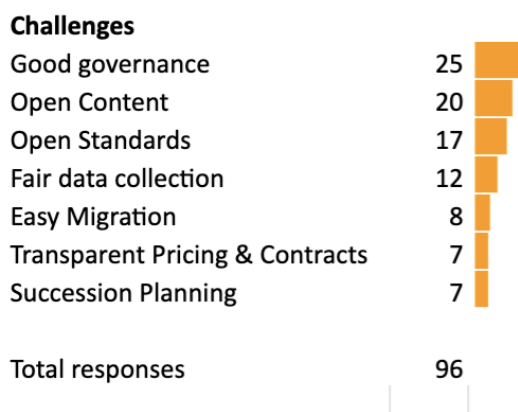 Challenges
Good governance 25
Open Content 20
Open Standards 17
Fair data collection 12
Easy Migration 8
Transparent Pricing & Contracts 7
Succession Planning 7
Total responses 96